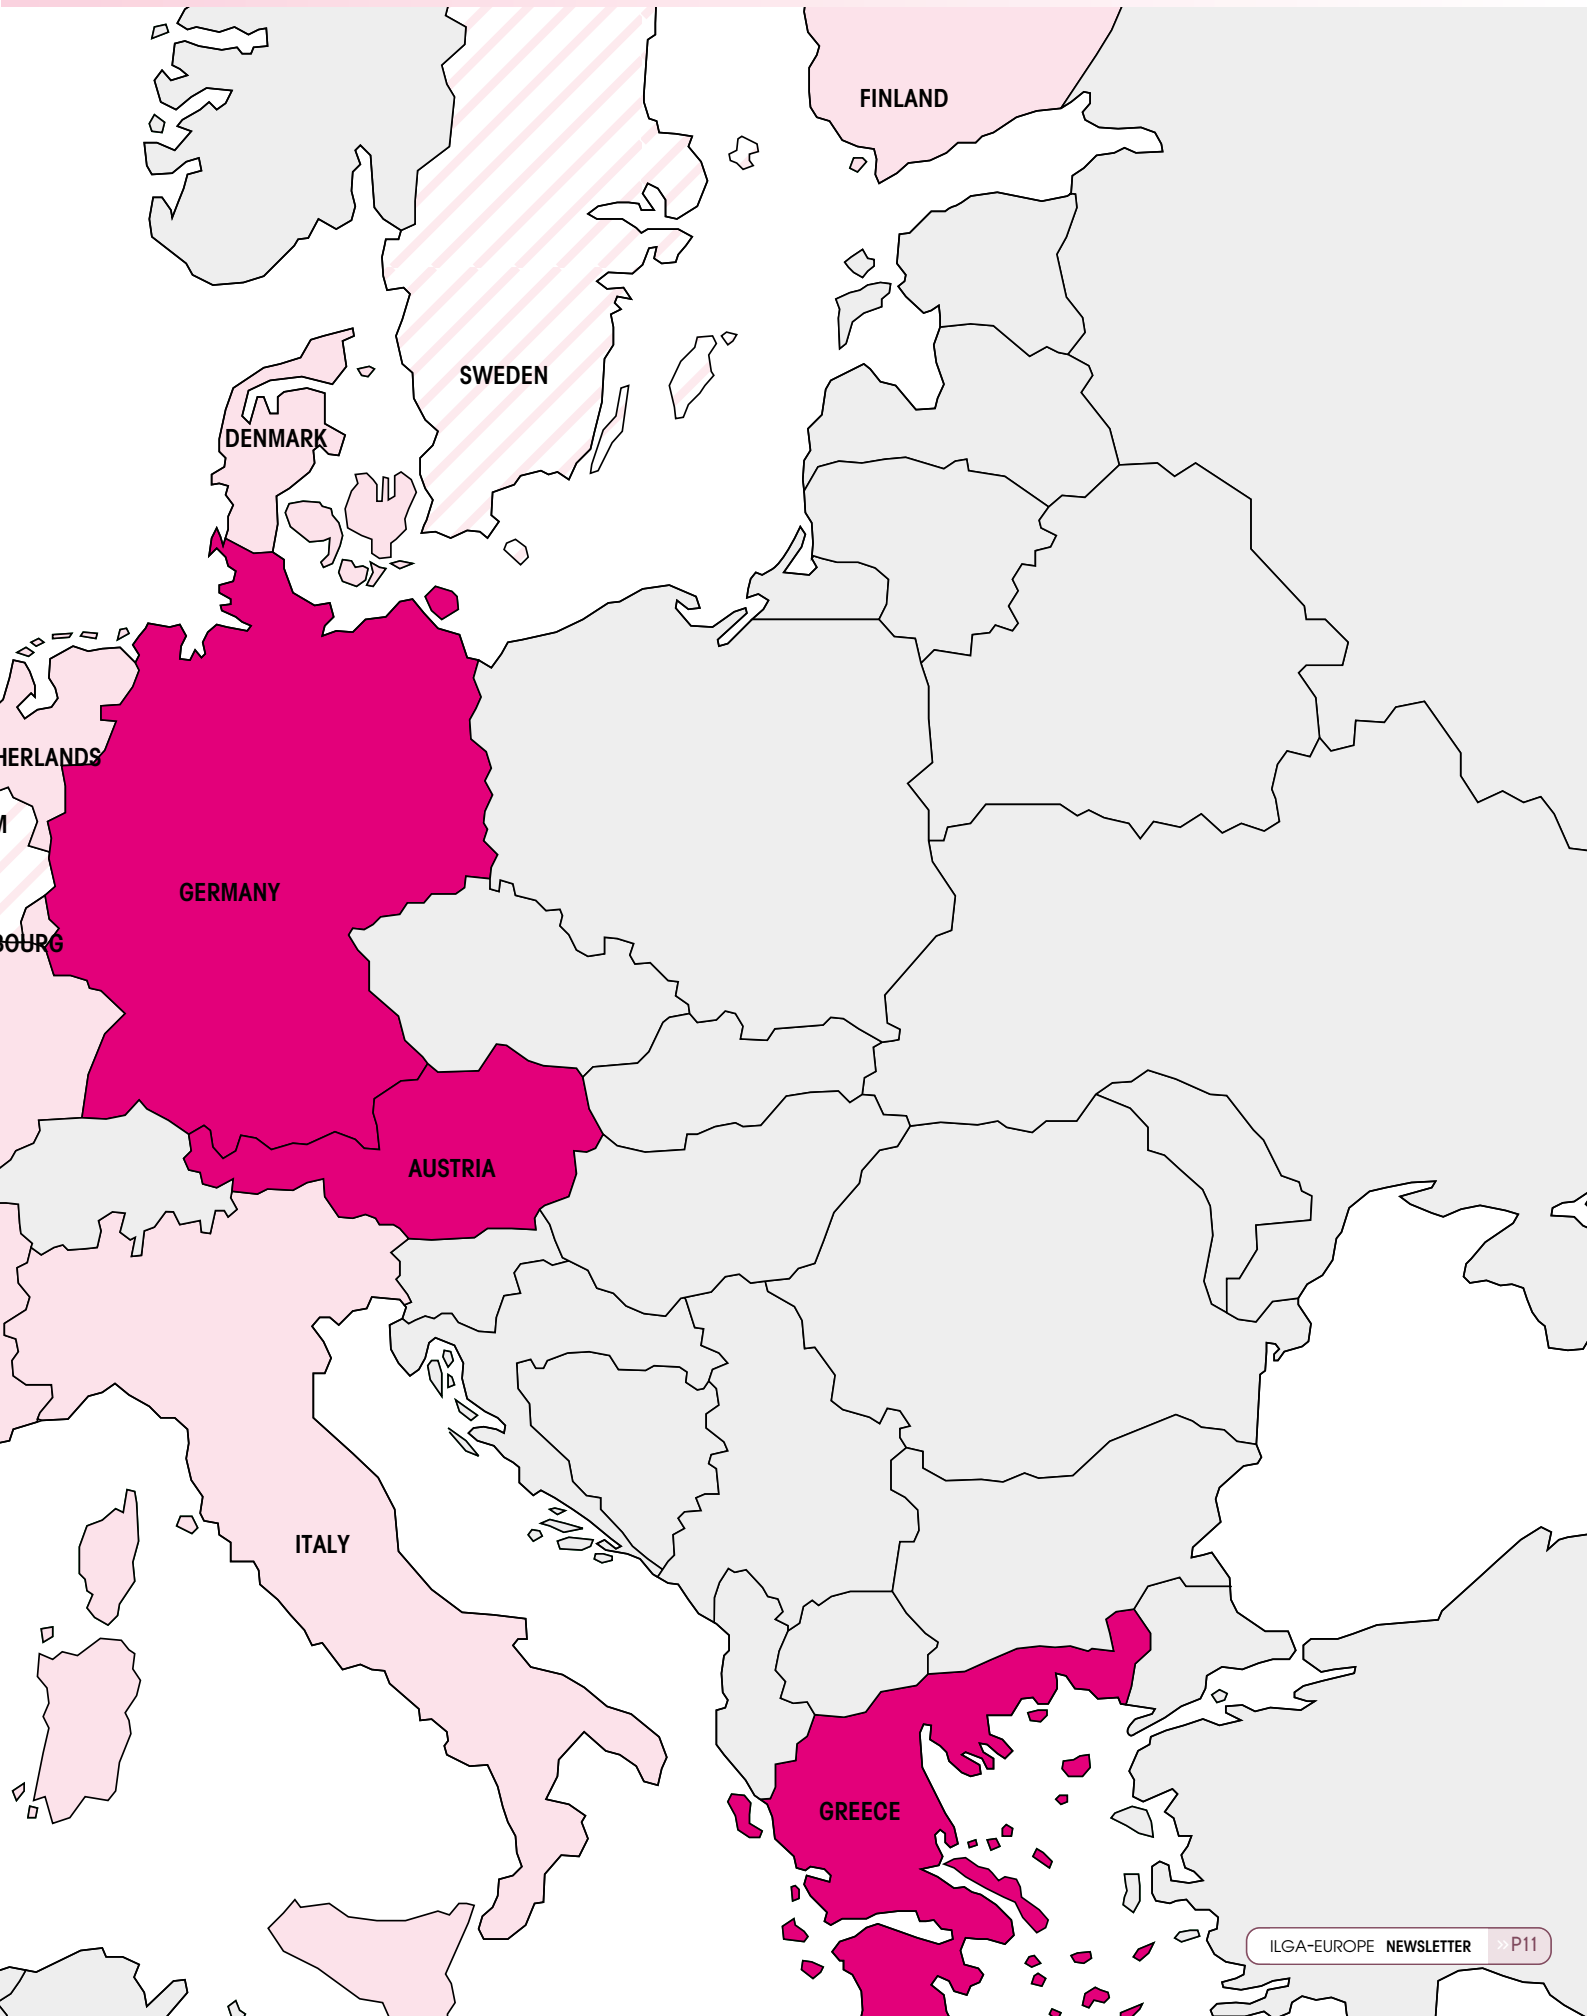 FINLAND
SWEDEN
DENMARK
HERLANDS
M
GERMANY
BOURG
AUSTRIA
ITALY
GREECE
ILGA-EUROPE NEWSLETTER »P11